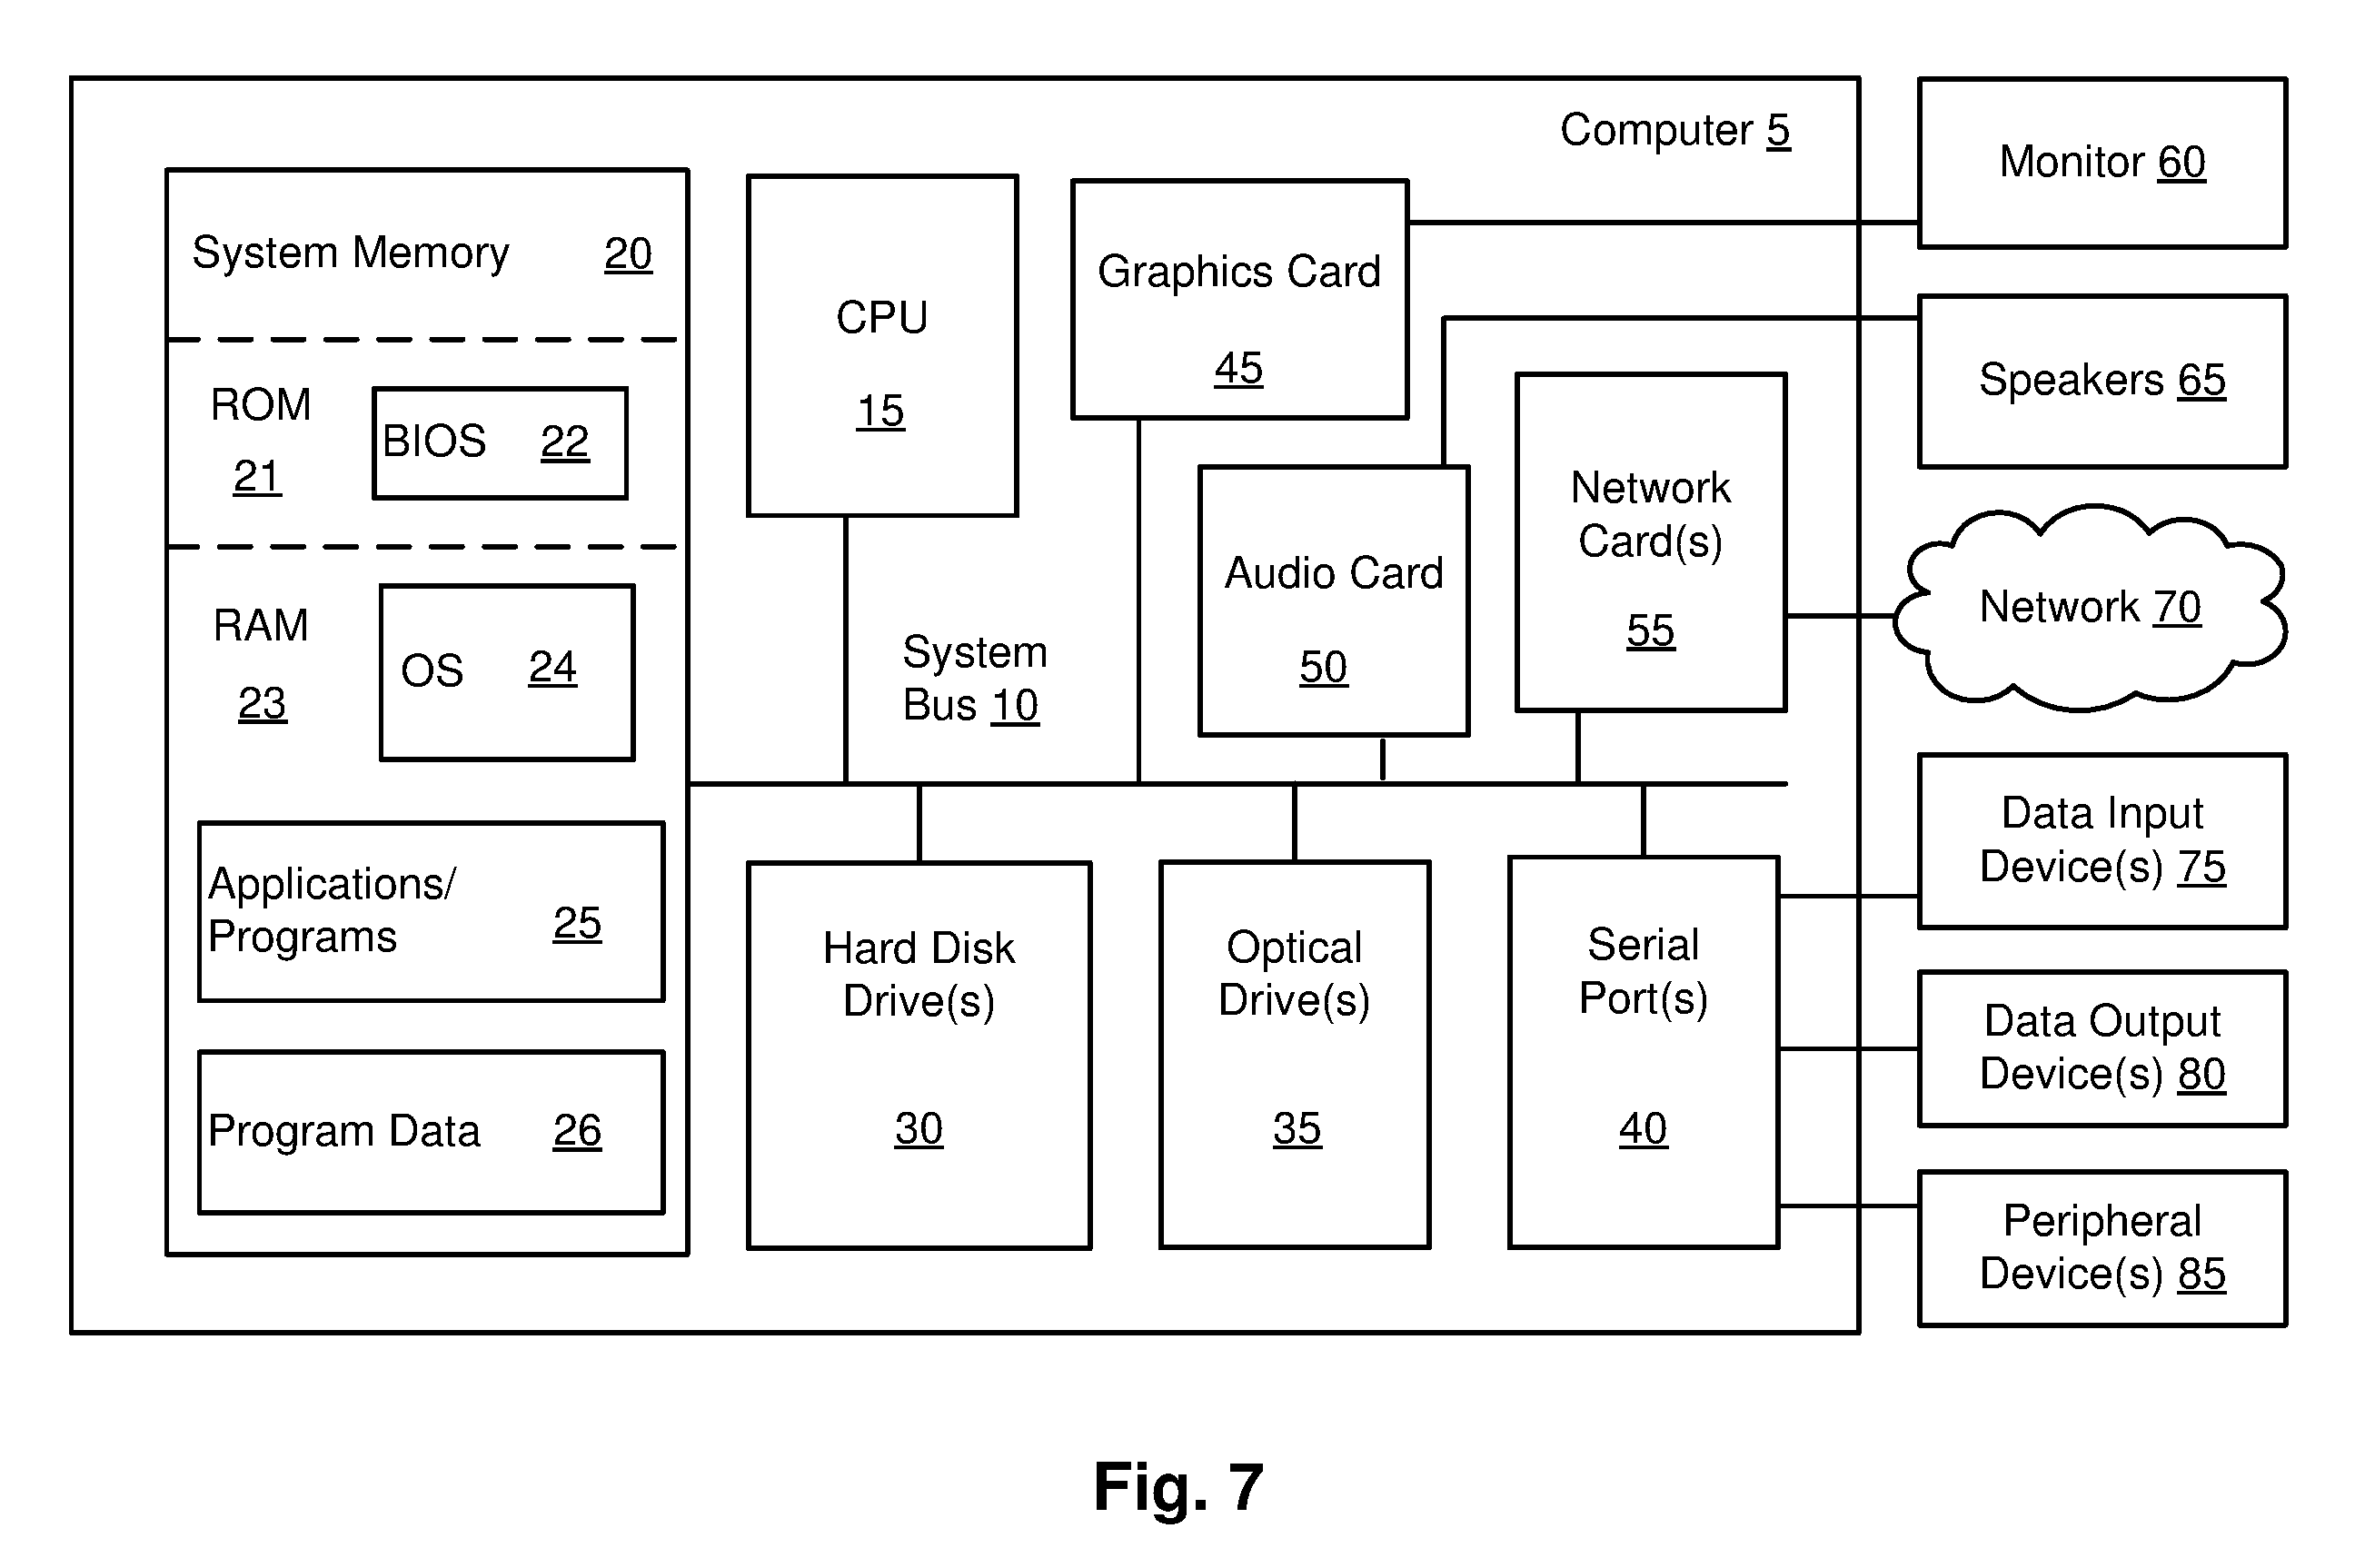 Computer 5
System Memory 20
ROM
21
BIOS 22
RAM
23
OS 24
Applications/
Programs 25
Program Data 26
CPU
15
Graphics Card
45
System
Bus 10
Audio Card
50
Network
Card(s)
55
Hard Disk
Drive(s)
30
Optical
Drive(s)
35
Serial
Port(s)
40
Monitor 60
Speakers 65
Network 70
Data Input
Device(s) 75
Data Output
Device(s) 80
Peripheral
Device(s) 85
Fig. 7